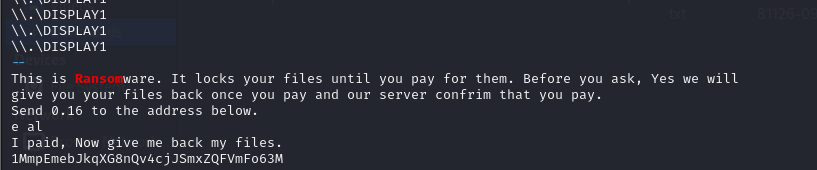 \\.\DISPLAY1
\\.\DISPLAY1
\\.\DISPLAY1
\\.\DISPLAY1
--
This is Ransomware. It locks your files until you pay for them. Before you ask, Yes we will
give you your files back once you pay and our server confrim that you pay.
Send 0.16 to the address below.
e al
I paid, Now give me back my files.
1MmpEmebJkqXG8nQv4cjJSmxZQFVmFo63M